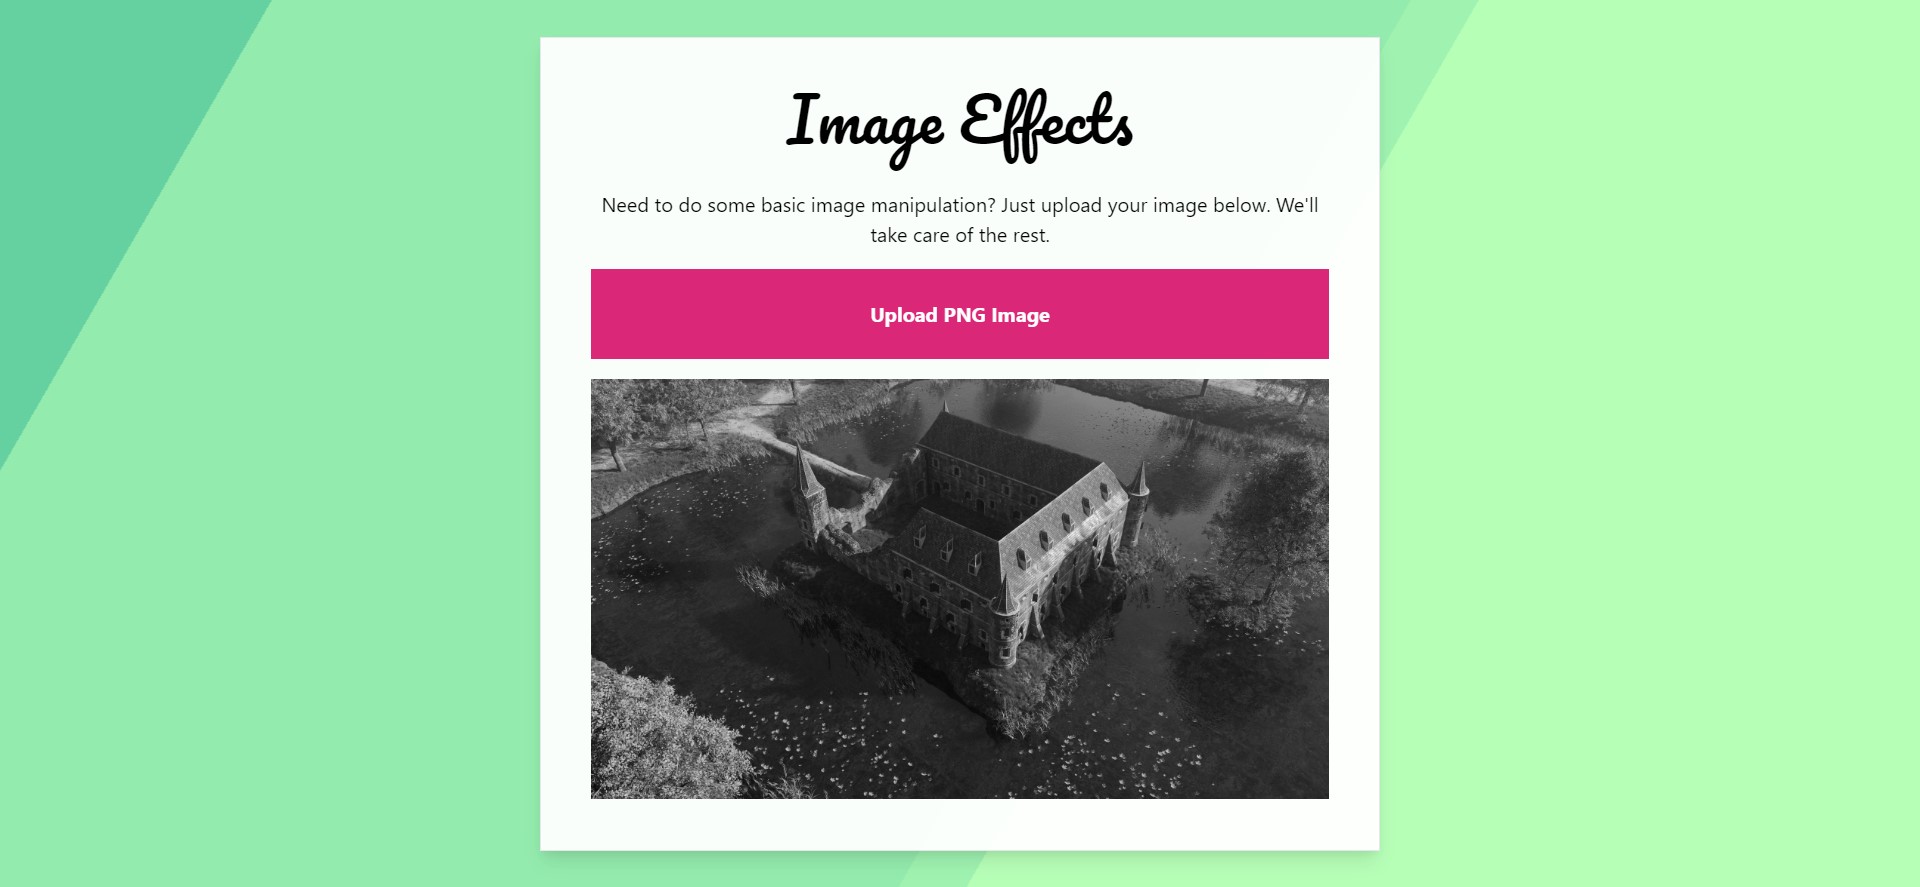 Image Effects
Need to do some basic image manipulation? Just upload your image below. We'll
take care of the rest.
Upload PNG Image